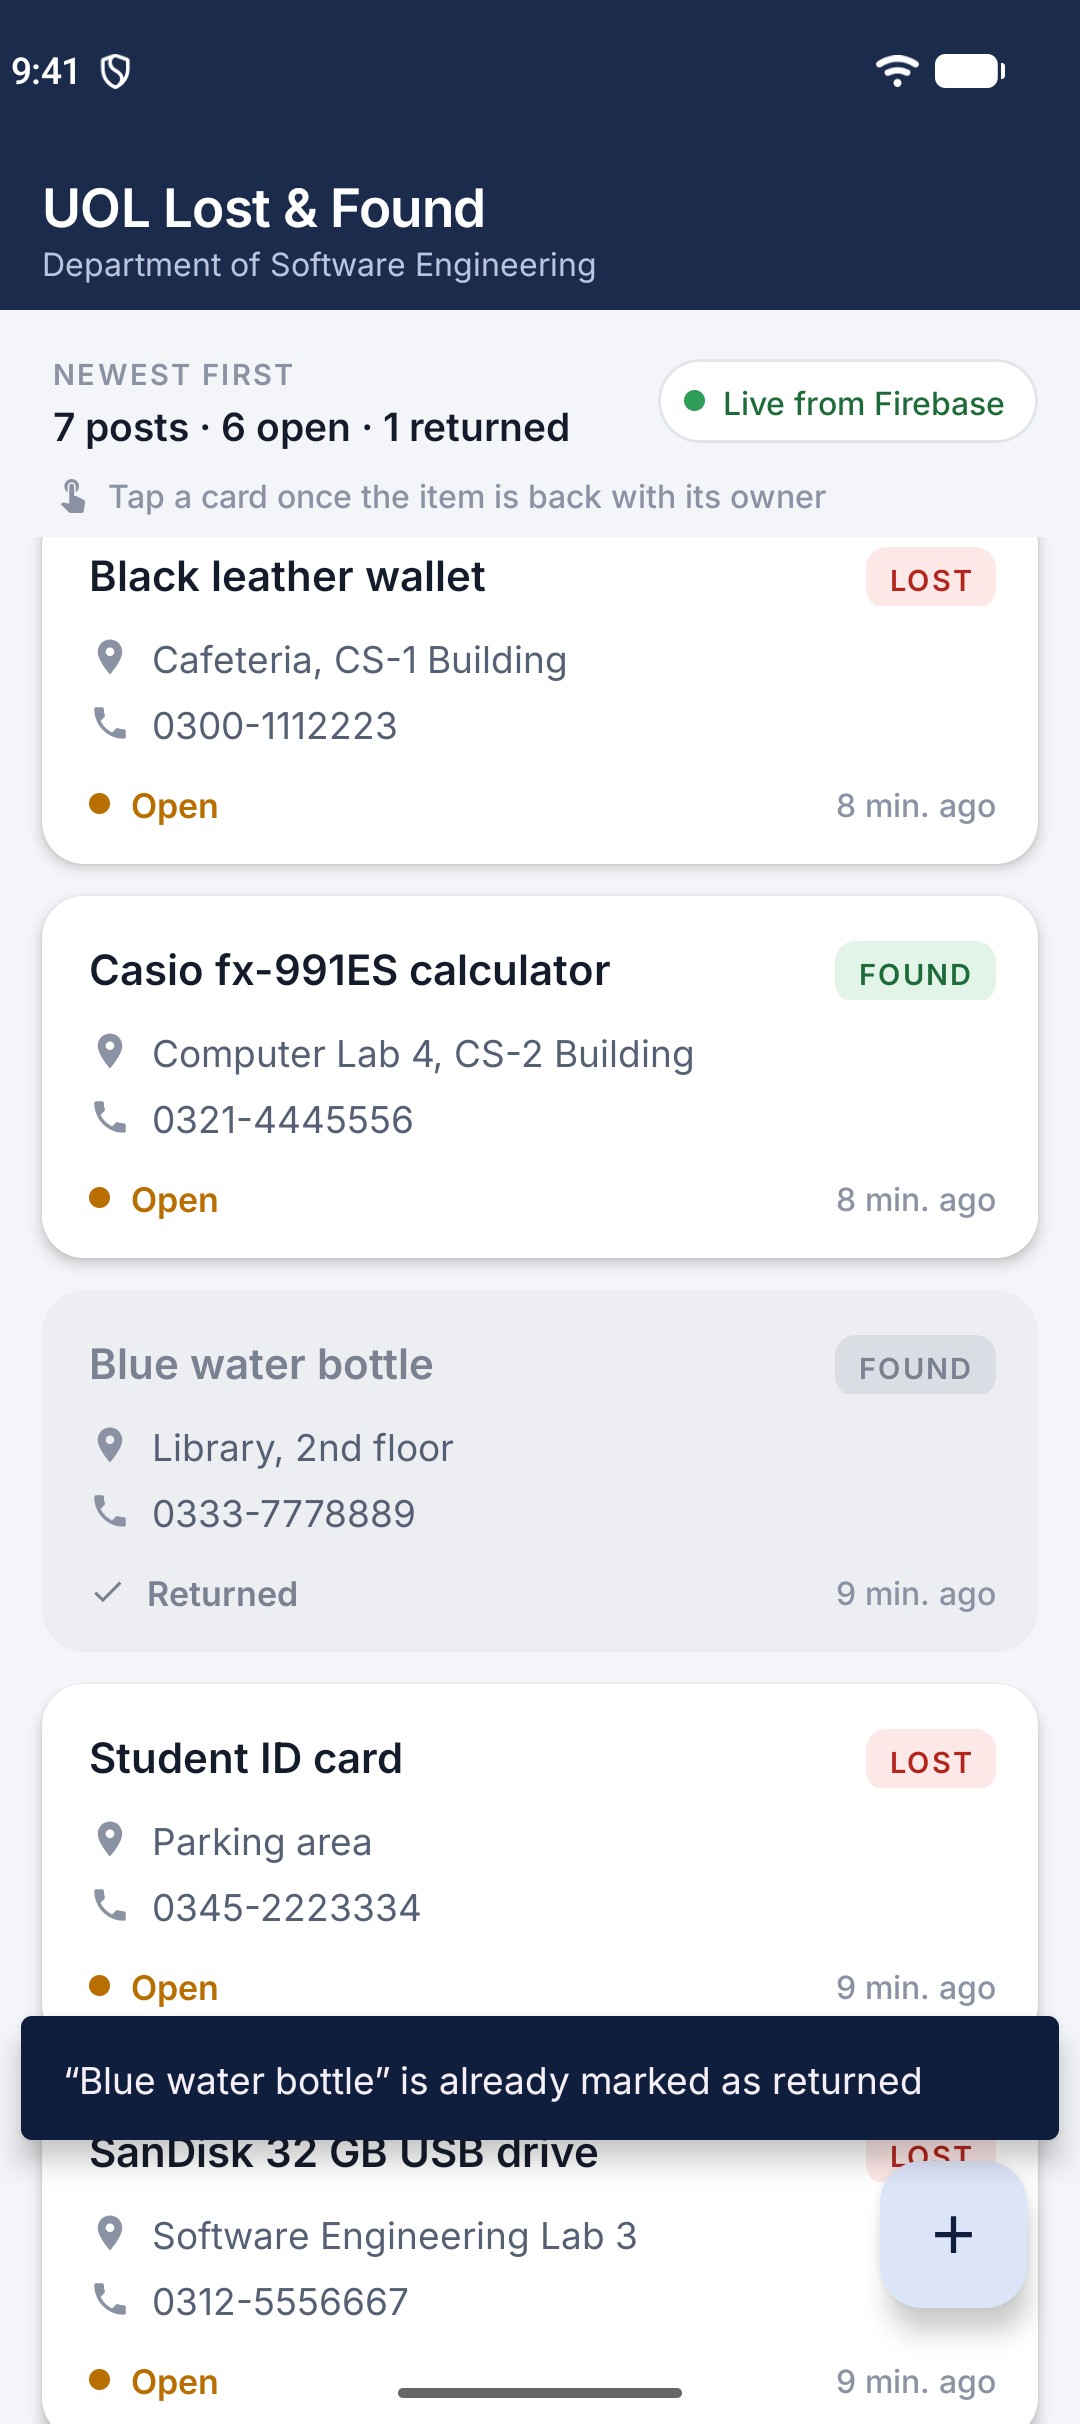 9:41
UOL Lost & Found
Department of Software Engineering
NEWEST FIRST
7 posts · 6 open · 1 returned
Live from Firebase
Tap a card once the item is back with its owner
Black leather wallet
LOST
Cafeteria, CS-1 Building
0300-1112223
Open
8 min. ago
Casio fx-991ES calculator
FOUND
Computer Lab 4, CS-2 Building
0321-4445556
Open
8 min. ago
Blue water bottle
FOUND
Library, 2nd floor
0333-7778889
Returned
9 min. ago
Student ID card
LOST
Parking area
0345-2223334
Open
9 min. ago
“Blue water bottle” is already marked as returned
SanDisk 32 GB USB drive
LOST
Software Engineering Lab 3
0312-5556667
Open
9 min. ago